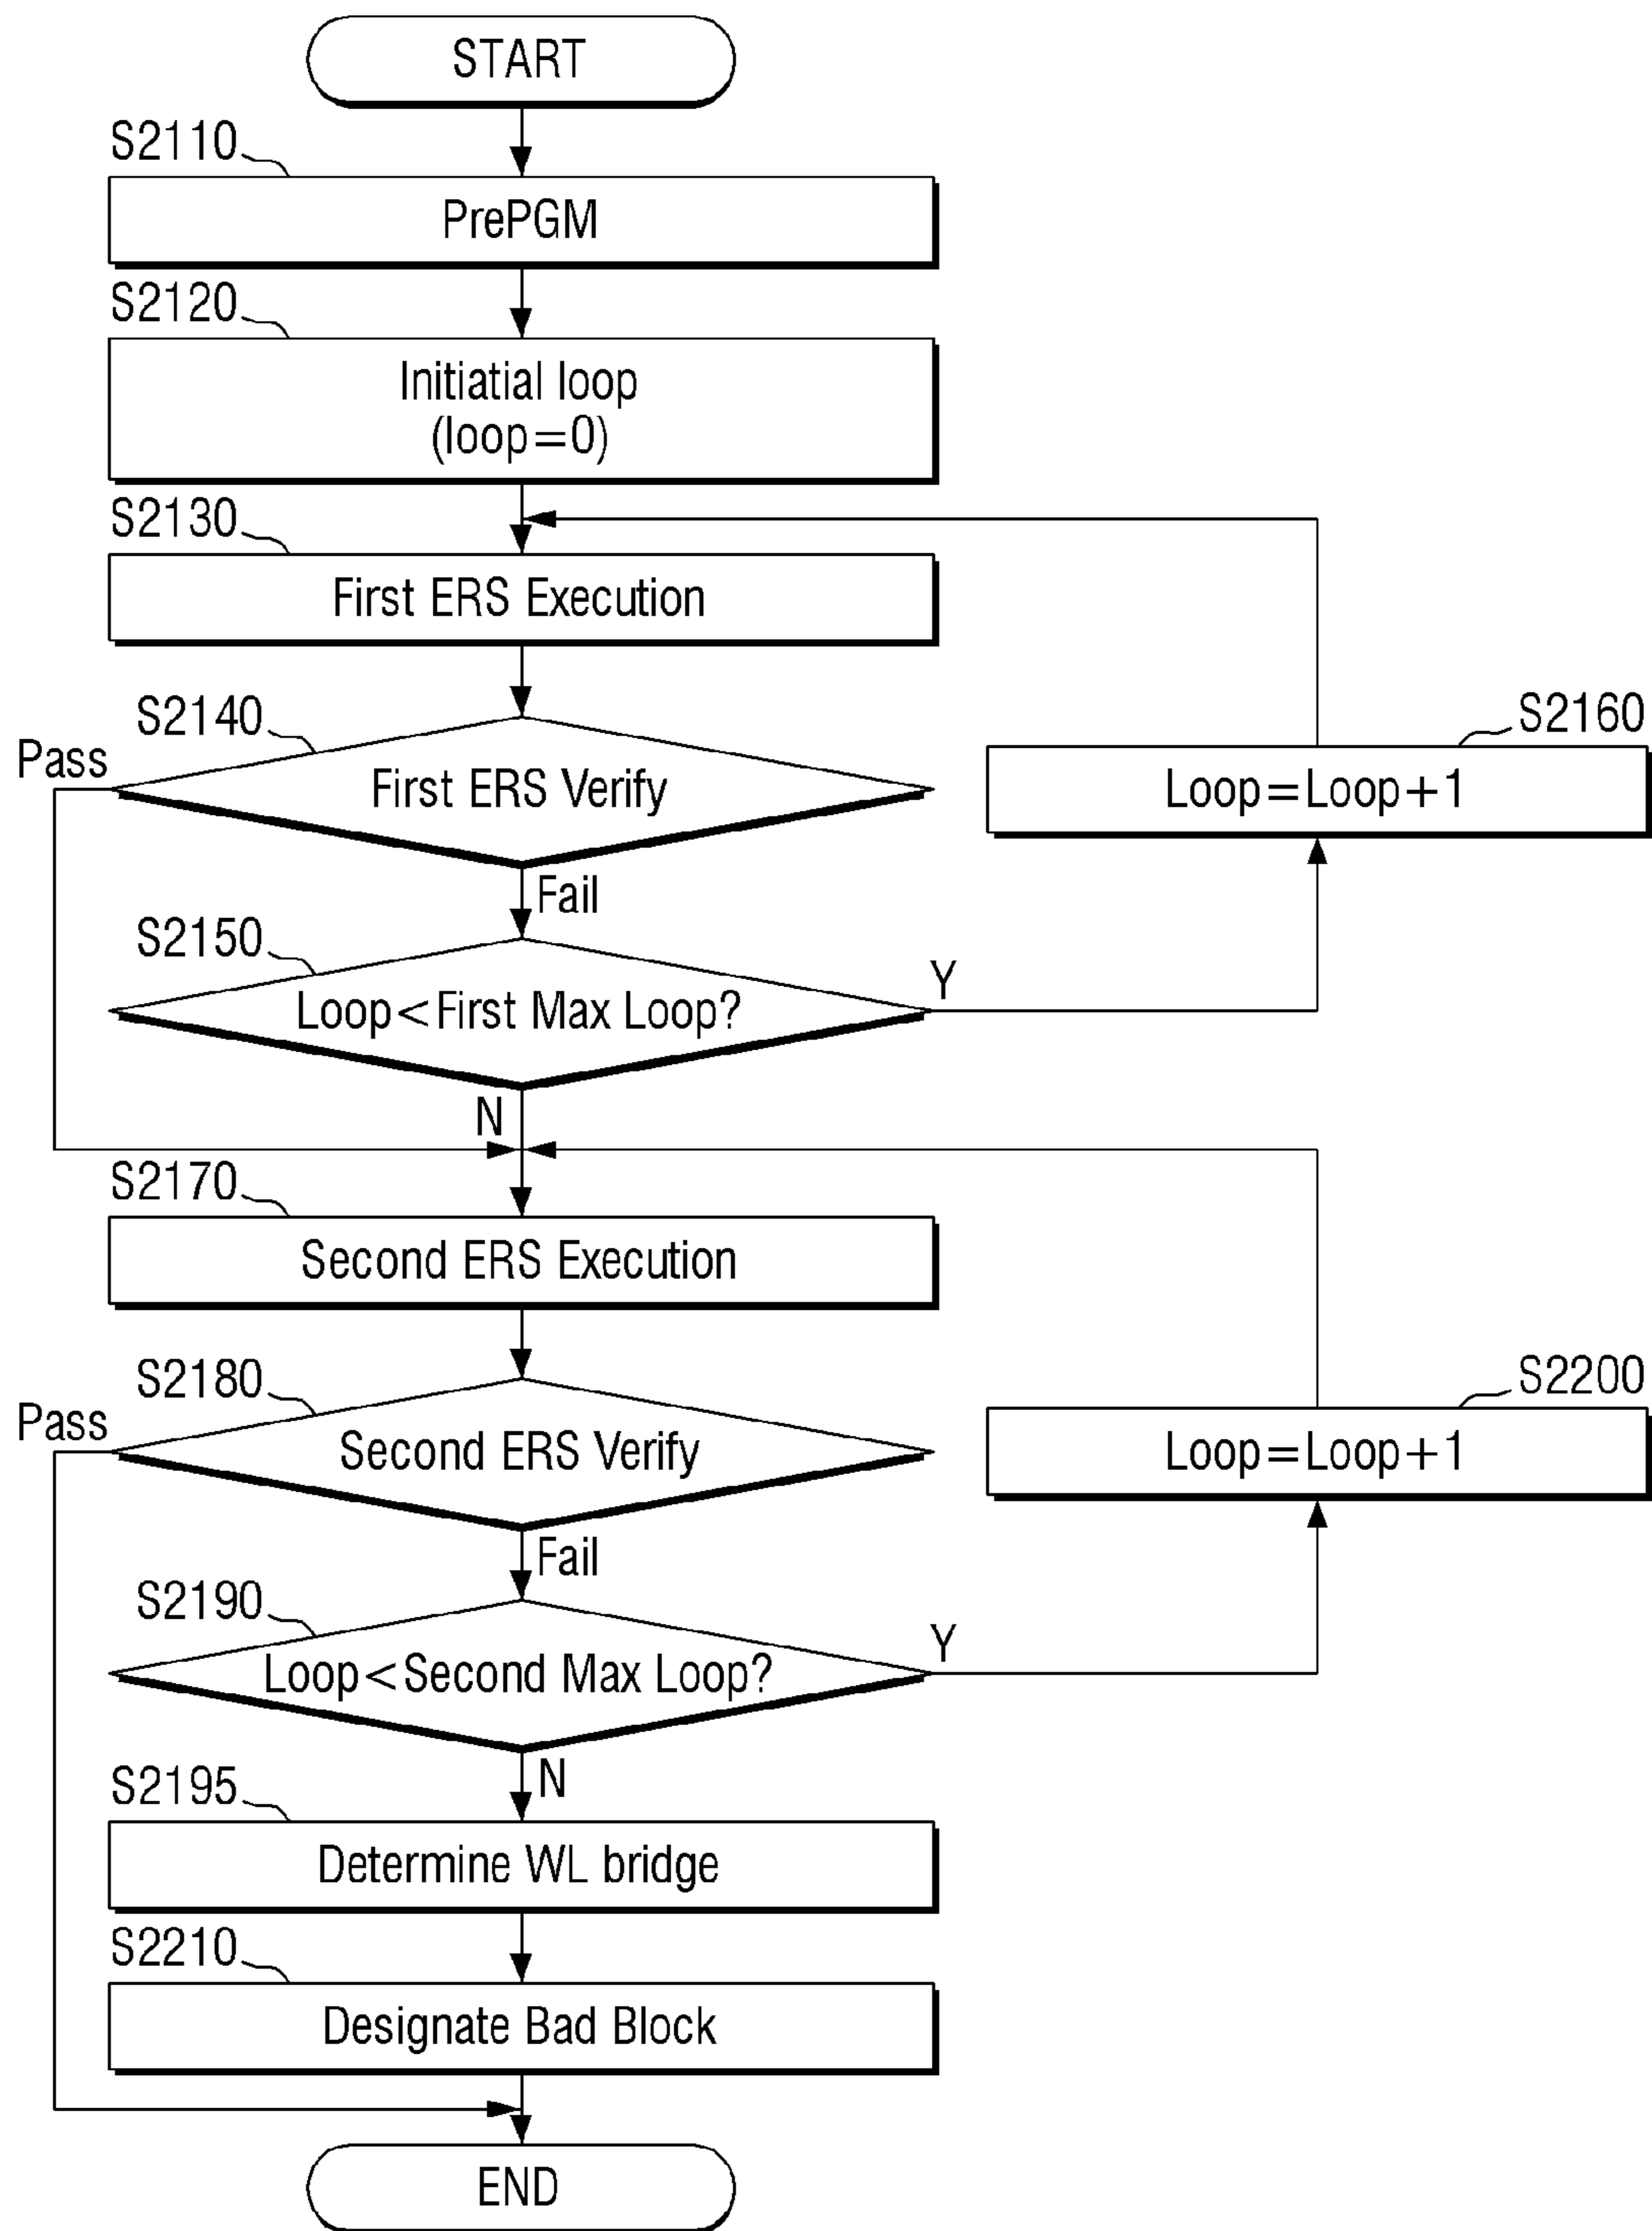 START
S2110
PrePGM
S2120
Initiatial loop
(loop=0)
S2130
First ERS Execution
S2140
S2160
Pass
First ERS Verify
Loop=Loop+1
Fail
S2150
Y
Loop<First Max Loop?
N
S2170
Second ERS Execution
S2180
S2200
Pass
Second ERS Verify
Loop=Loop+1
Fail
S2190
Y
Loop<Second Max Loop?
N
S2195
Determine WL bridge
S2210
Designate Bad Block
END